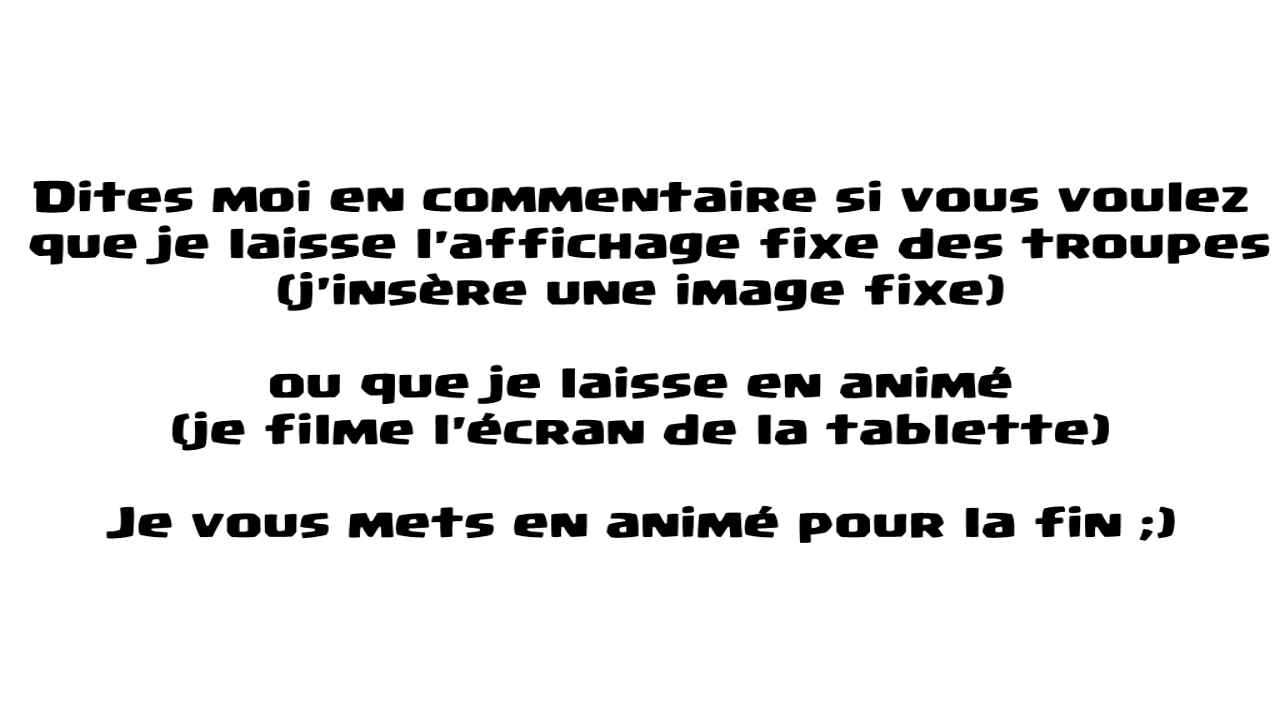 Dites moi en commentaire si vous voulez
que je laisse l'affichage fixe des troupes
(j'insère une image fixe)
ou que je laisse en animé
(je filme l'écran de la tablette)
Je vous mets en animé pour la fin ;)